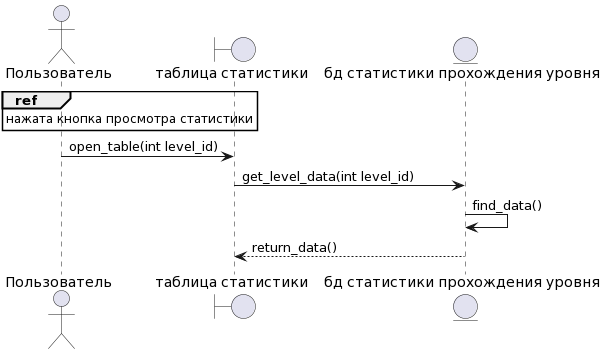 Пользователь
таблица статистики
бд статистики прохождения уровня
ref
нажата кнопка просмотра статистики
open_table(int level_id)
get_level_data(int level_id)
find_data()
return_data()
Пользователь
таблица статистики
бд статистики прохождения уровня